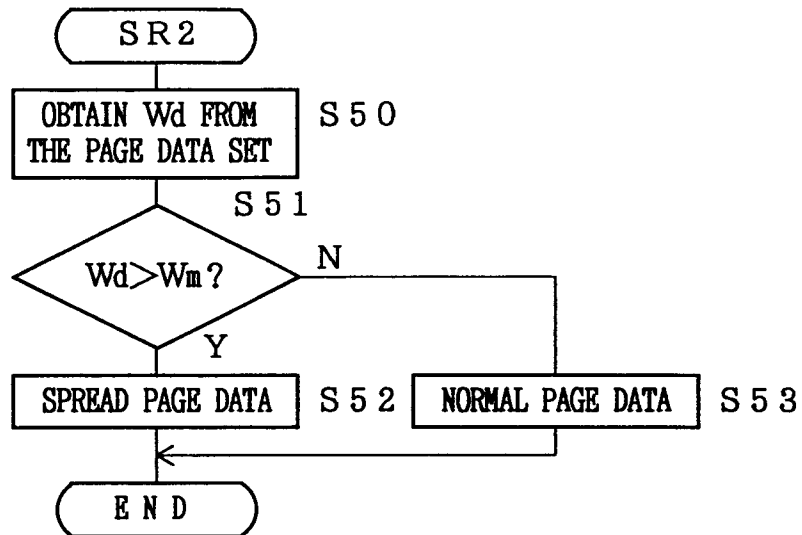 SR2
OBTAIN Wd FROM
THE PAGE DATA SET
S50
S51
Wd>Wm?
N
Y
SPREAD PAGE DATA
S52
NORMAL PAGE DATA
S53
END